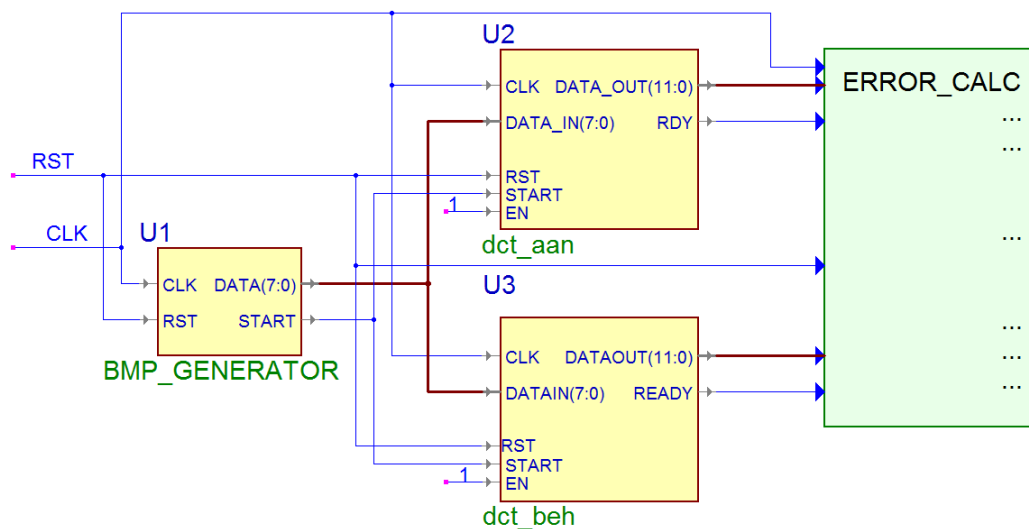 RST
CLK
U1
CLK DATA(7:0)
RST START
BMP_GENERATOR
U2
CLK DATA_OUT(11:0)
DATA_IN(7:0) RDY
RST
START
1 EN
dct_aan
U3
CLK DATAOUT(11:0)
DATAIN(7:0) READY
RST
START
1 EN
dct_beh
ERROR_CALC
...
...
...
...
...
...